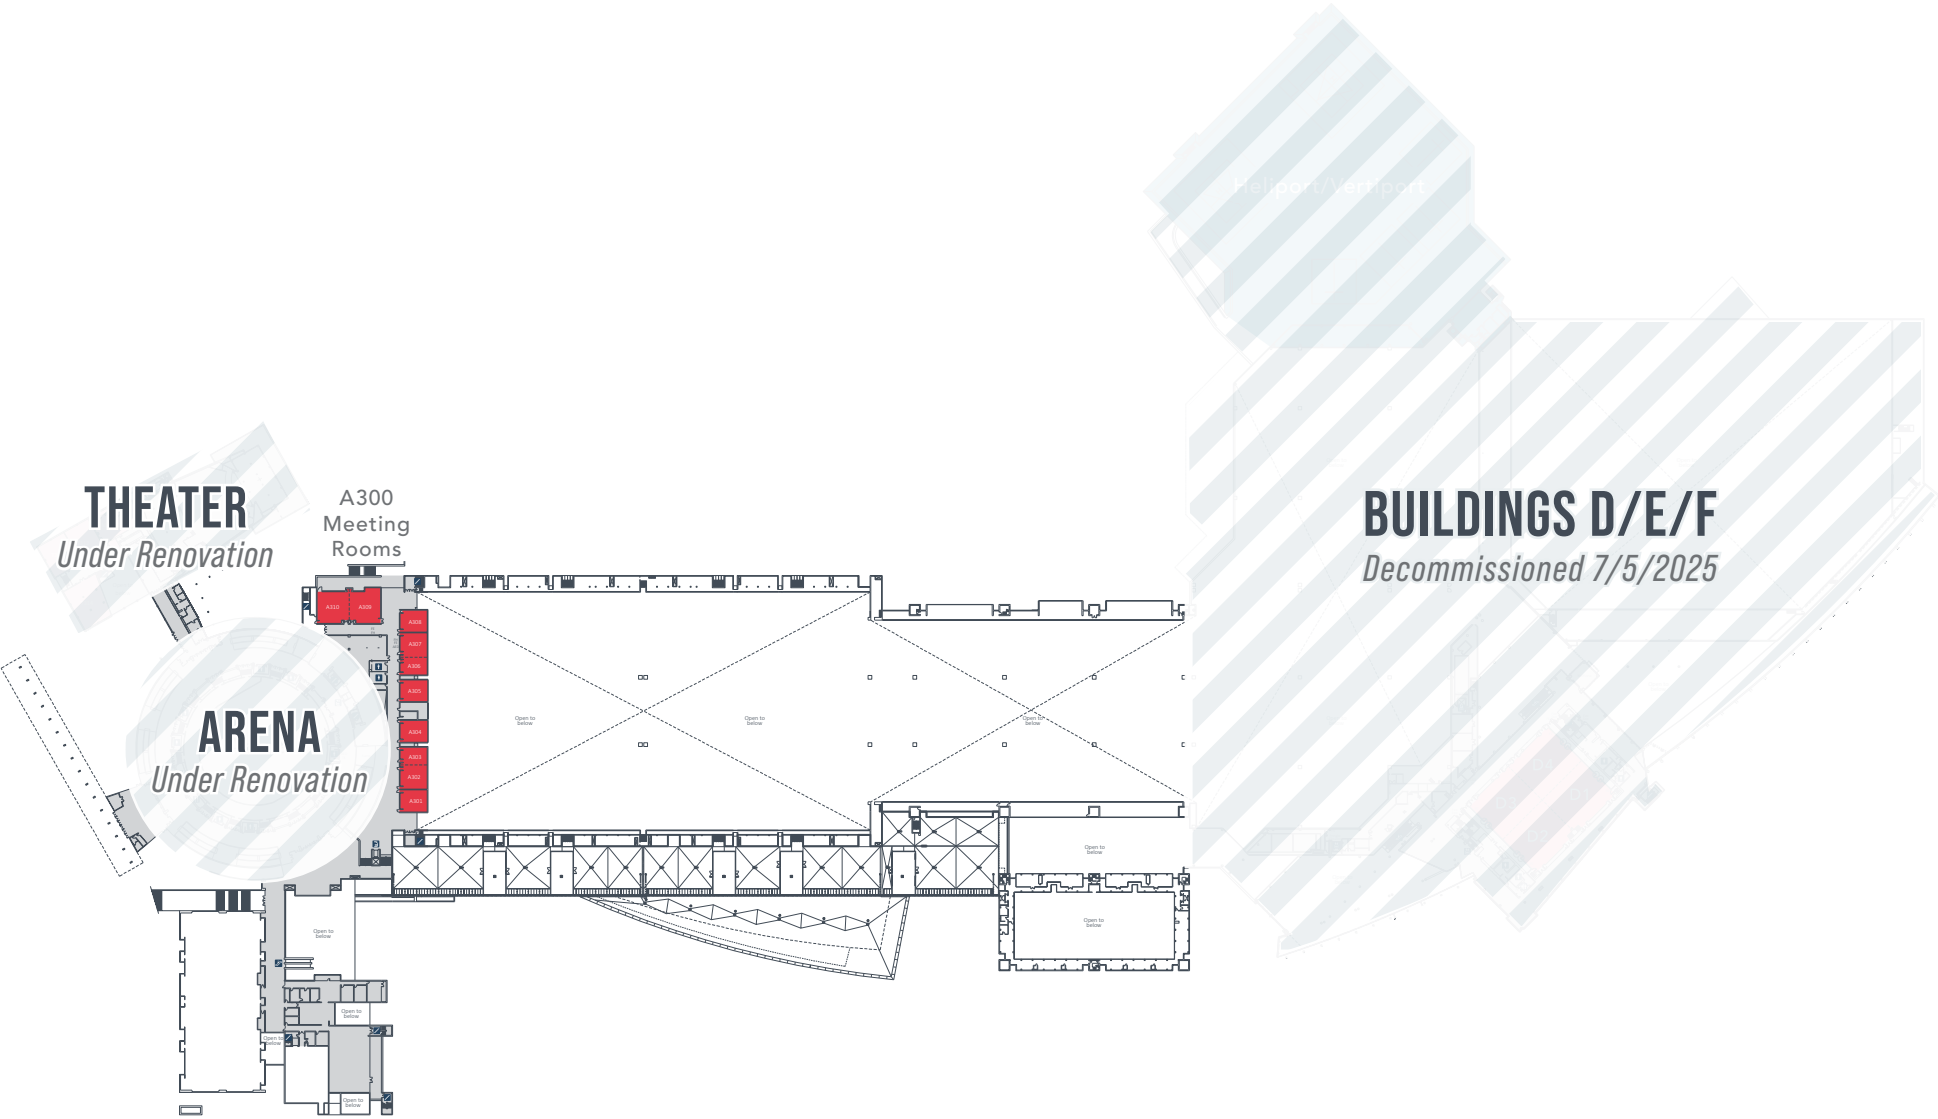 Heliport/Vertiport
THEATER
Under Renovation
A300
Meeting
Rooms
BUILDINGS D/E/F
Decommissioned 7/5/2025
A310
A309
A308
A307
A306
A305
A304
A303
A302
A301
ARENA
Under Renovation
Open to
below
Open to
below
Open to
below
Open to
below
Open to
below
Open to
below
Open to
below
Open to
below
Open to
below